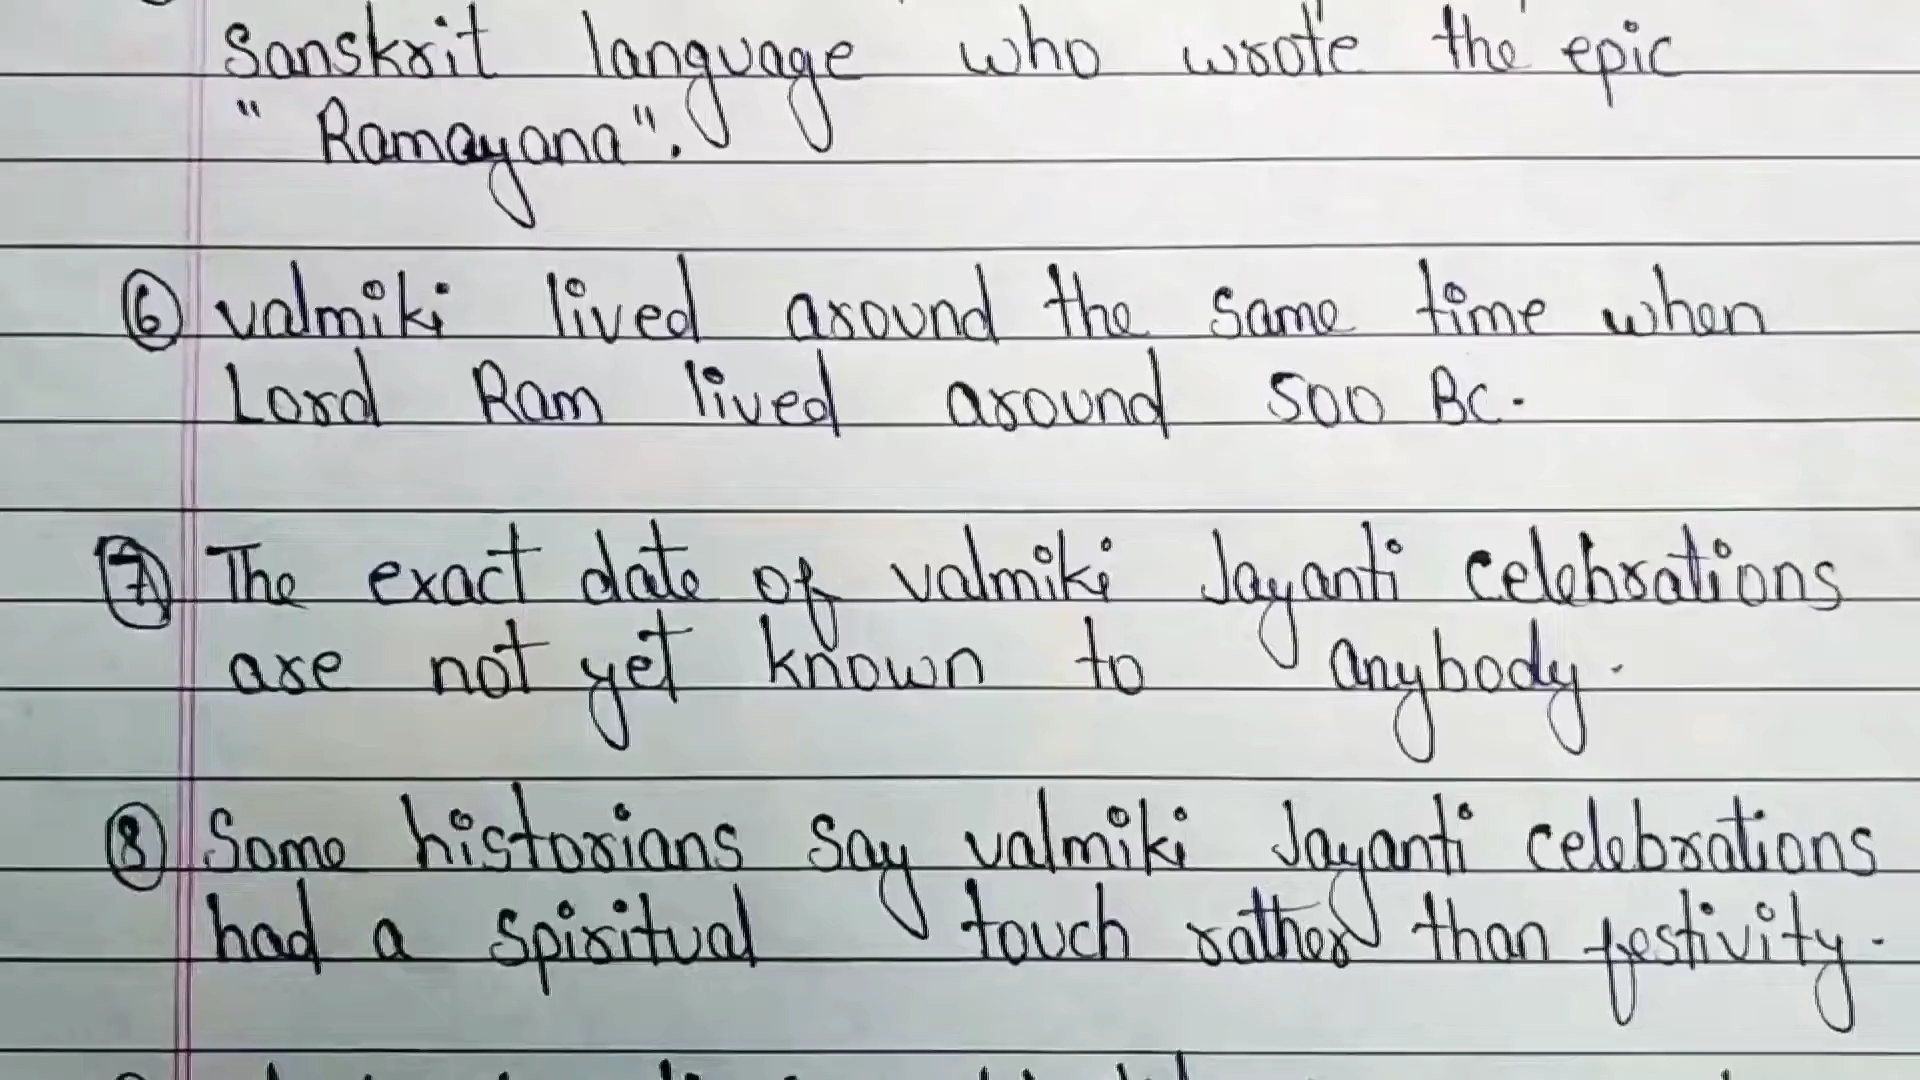 Sanskrit language who wrote the epic
" Ramayana".
6 valmiki lived around the same time when
Lord Ram lived around 500 BC.
7 The exact date of valmiki Jayanti celebrations
are not yet known to anybody.
8 Some historians say valmiki Jayanti celebrations
had a spiritual touch rather than festivity.